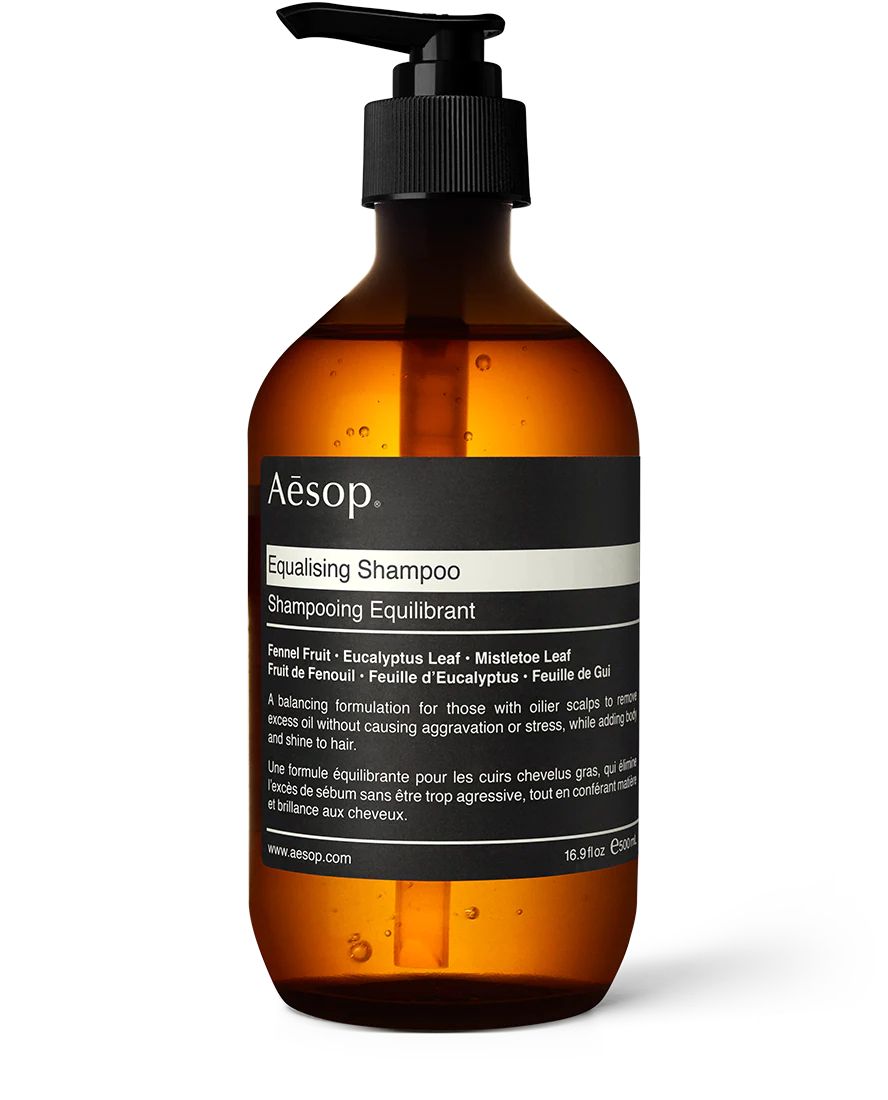 Aēsop®
Equalising Shampoo
Shampooing Equilibrant
Fennel Fruit · Eucalyptus Leaf · Mistletoe Leaf
Fruit de Fenouil · Feuille d’Eucalyptus · Feuille de Gui
A balancing formulation for those with oilier scalps to remove
excess oil without causing aggravation or stress, while adding body
and shine to hair.
Une formule équilibrante pour les cuirs chevelus gras, qui élimine
l’excès de sébum sans être trop agressive, tout en conférant matière
et brillance aux cheveux.
www.aesop.com 16.9 fl oz ℮500mL